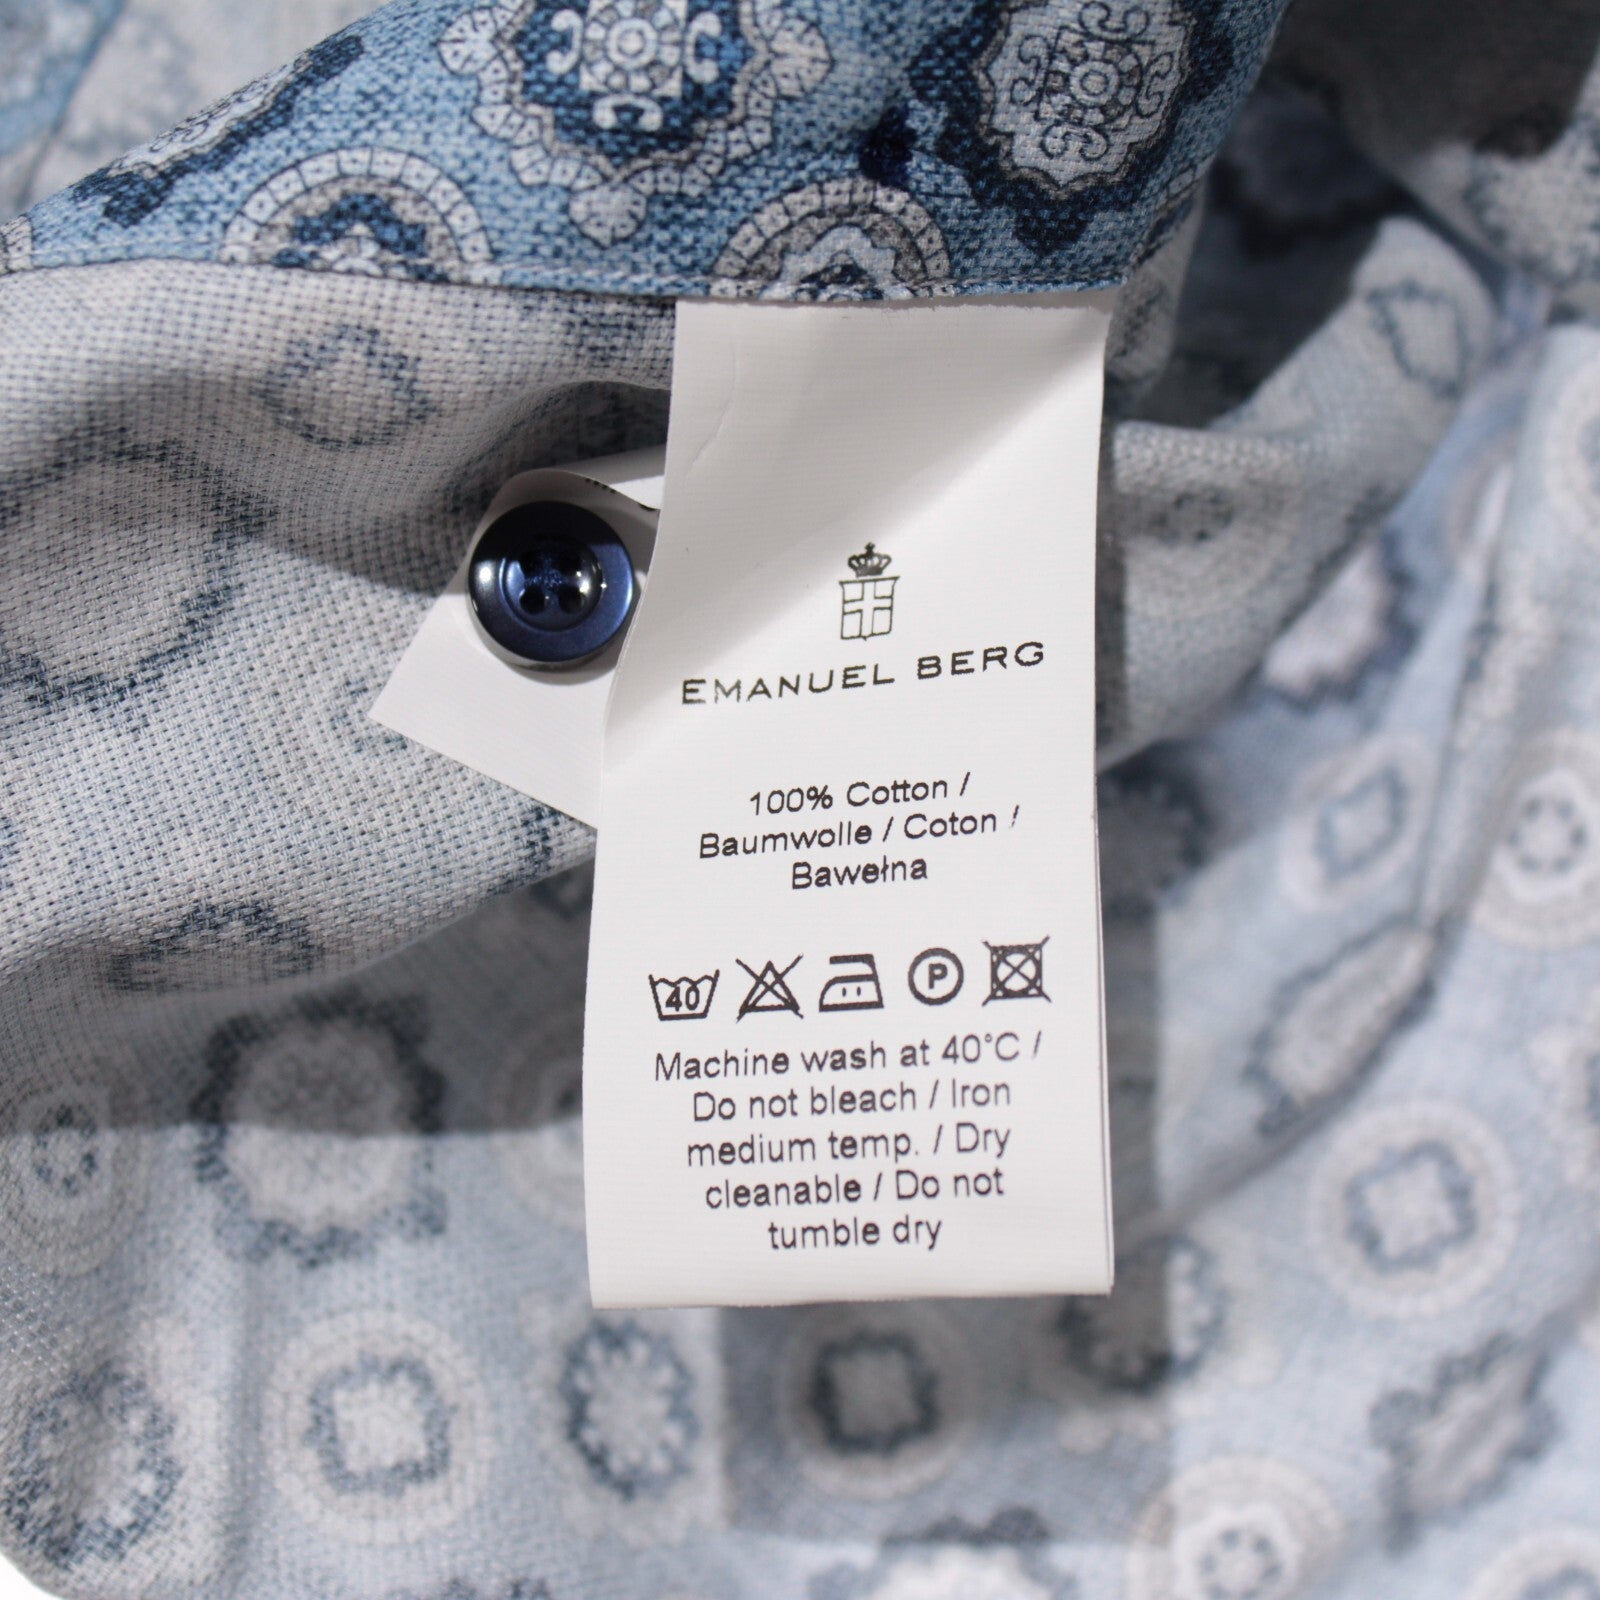 EMANUEL BERG
100% Cotton /
Baumwolle / Coton /
Bawełna
40 P
Machine wash at 40°C /
Do not bleach / Iron
medium temp. / Dry
cleanable / Do not
tumble dry